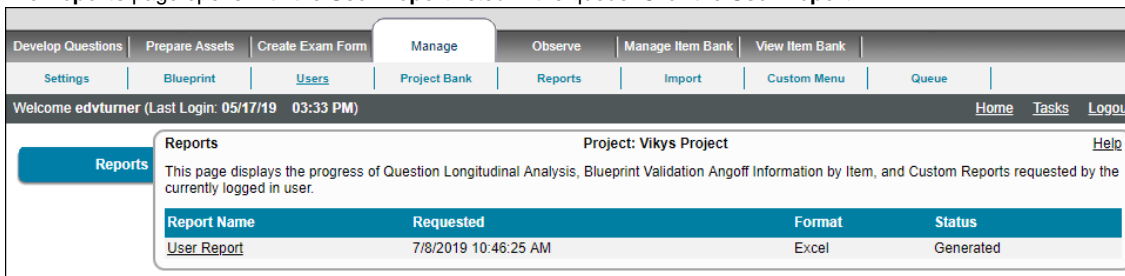 Develop Questions Prepare Assets Create Exam Form Manage Observe Manage Item Bank View Item Bank
Settings Blueprint Users Project Bank Reports Import Custom Menu Queue
Welcome edvturner (Last Login: 05/17/19 03:33 PM) Home Tasks
Reports
Reports Project: Vikys Project Help
This page displays the progress of Question Longitudinal Analysis, Blueprint Validation Angoff Information by Item, and Custom Reports requested by the
currently logged in user.
Report Name Requested Format Status
User Report 7/8/2019 10:46:25 AM Excel Generated